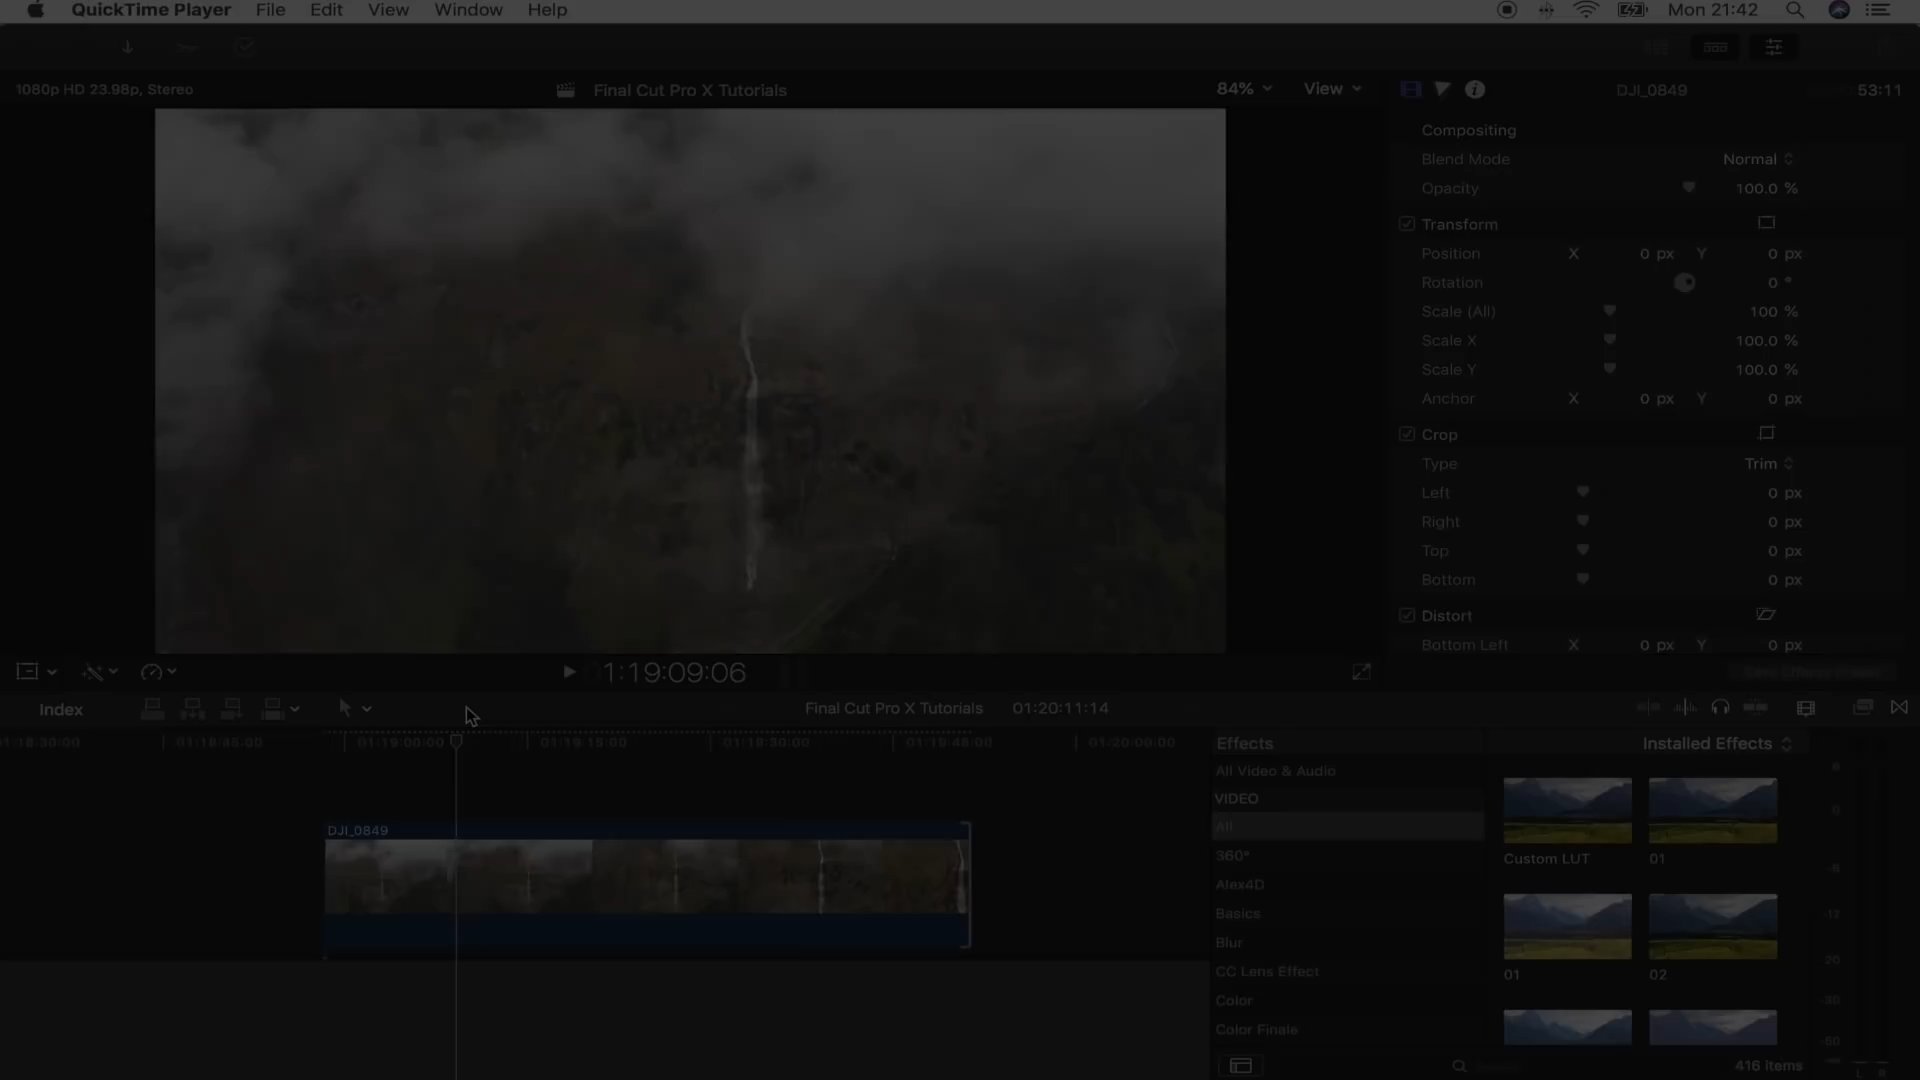 QuickTime Player File Edit View Window Help Mon 21:42
1080p HD 23.98p, Stereo Final Cut Pro X Tutorials 84% View DJI_0849 53:11
Compositing
Blend Mode Normal
Opacity 100.0 %
Transform
Position X 0 px Y 0 px
Rotation 0 °
Scale (All) 100 %
Scale X 100.0 %
Scale Y 100.0 %
Anchor X 0 px Y 0 px
Crop
Type Trim
Left 0 px
Right 0 px
Top 0 px
Bottom 0 px
Distort
Bottom Left X 0 px Y 0 px
1:19:09:06
Index Final Cut Pro X Tutorials 01:20:11:14
01:18:45:00 01:19:00:00 01:19:15:00 01:19:30:00 01:19:45:00 01:20:00:00
DJI_0849
Effects Installed Effects
All Video & Audio
VIDEO
All
360°
Alex4D
Basics
Blur
CC Lens Effect
Color
Color Finale
Custom LUT 01
01 02
416 items